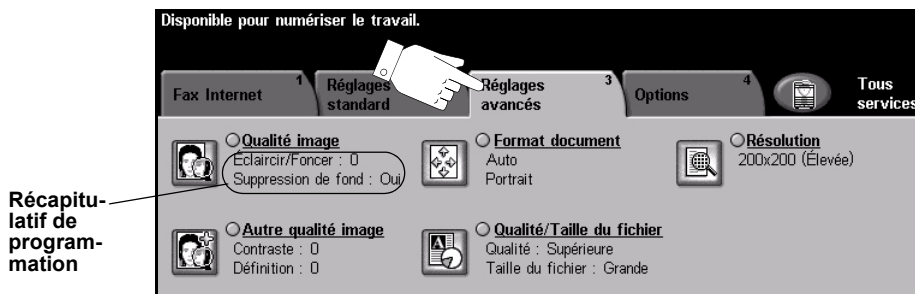 Disponible pour numériser le travail.
Fax Internet
1
Réglages
standard
Réglages
avancés
3
Options
4
Tous
services
Qualité image
Éclaircir/Foncer : 0
Suppression de fond : Oui
Format document
Auto
Portrait
Résolution
200x200 (Élevée)
Récapitu-
latif de
program-
mation
Autre qualité image
Contraste : 0
Définition : 0
Qualité/Taille du fichier
Qualité : Supérieure
Taille du fichier : Grande